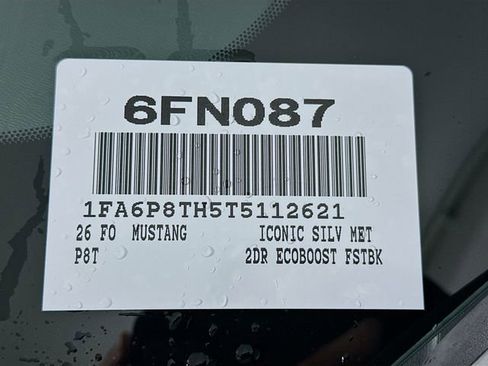 6FN087
1FA6P8TH5T5112621
26 FO MUSTANG ICONIC SILV MET
P8T 2DR ECOBOOST FSTBK